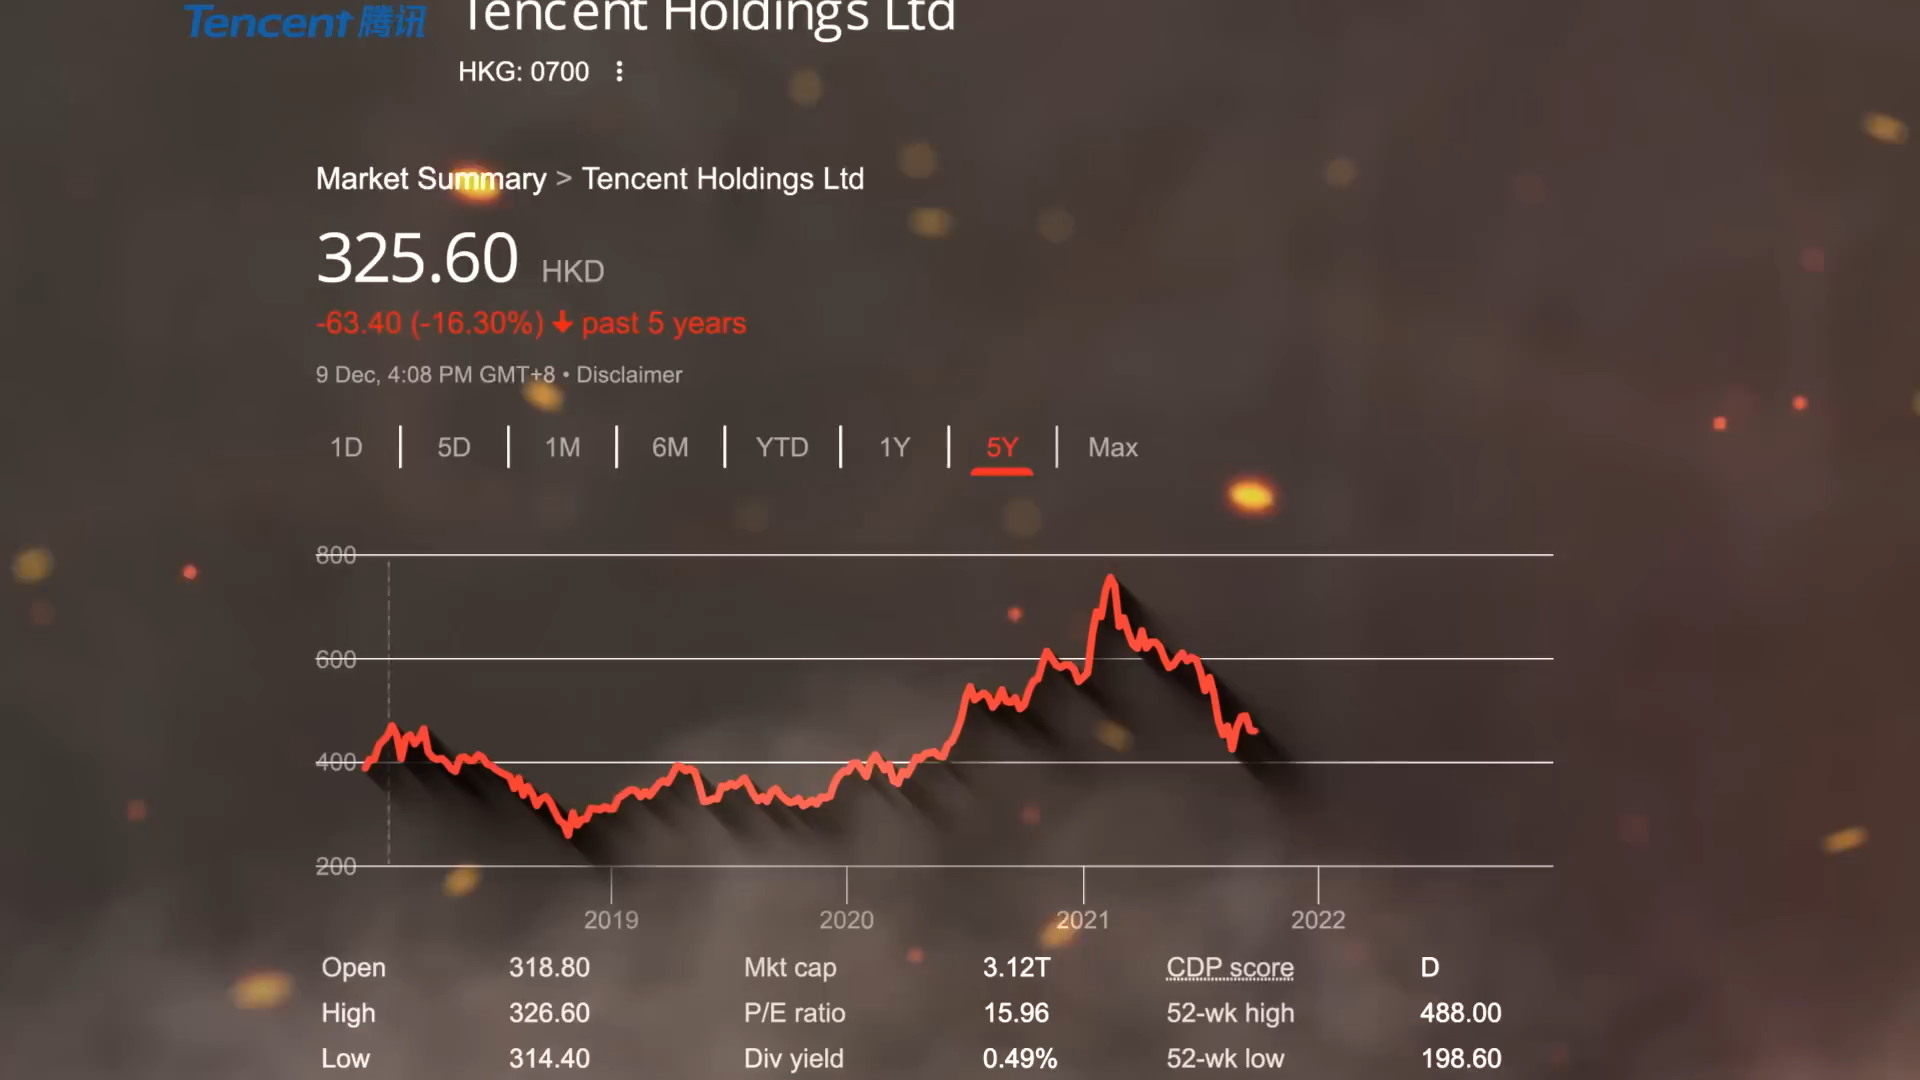 Tencent 腾讯
Tencent Holdings Ltd
HKG: 0700
Market Summary > Tencent Holdings Ltd
325.60 HKD
-63.40 (-16.30%) past 5 years
9 Dec, 4:08 PM GMT+8 • Disclaimer
1D 5D 1M 6M YTD 1Y 5Y Max
800
600
400
200
2019 2020 2021 2022
Open 318.80 Mkt cap 3.12T CDP score D
High 326.60 P/E ratio 15.96 52-wk high 488.00
Low 314.40 Div yield 0.49% 52-wk low 198.60